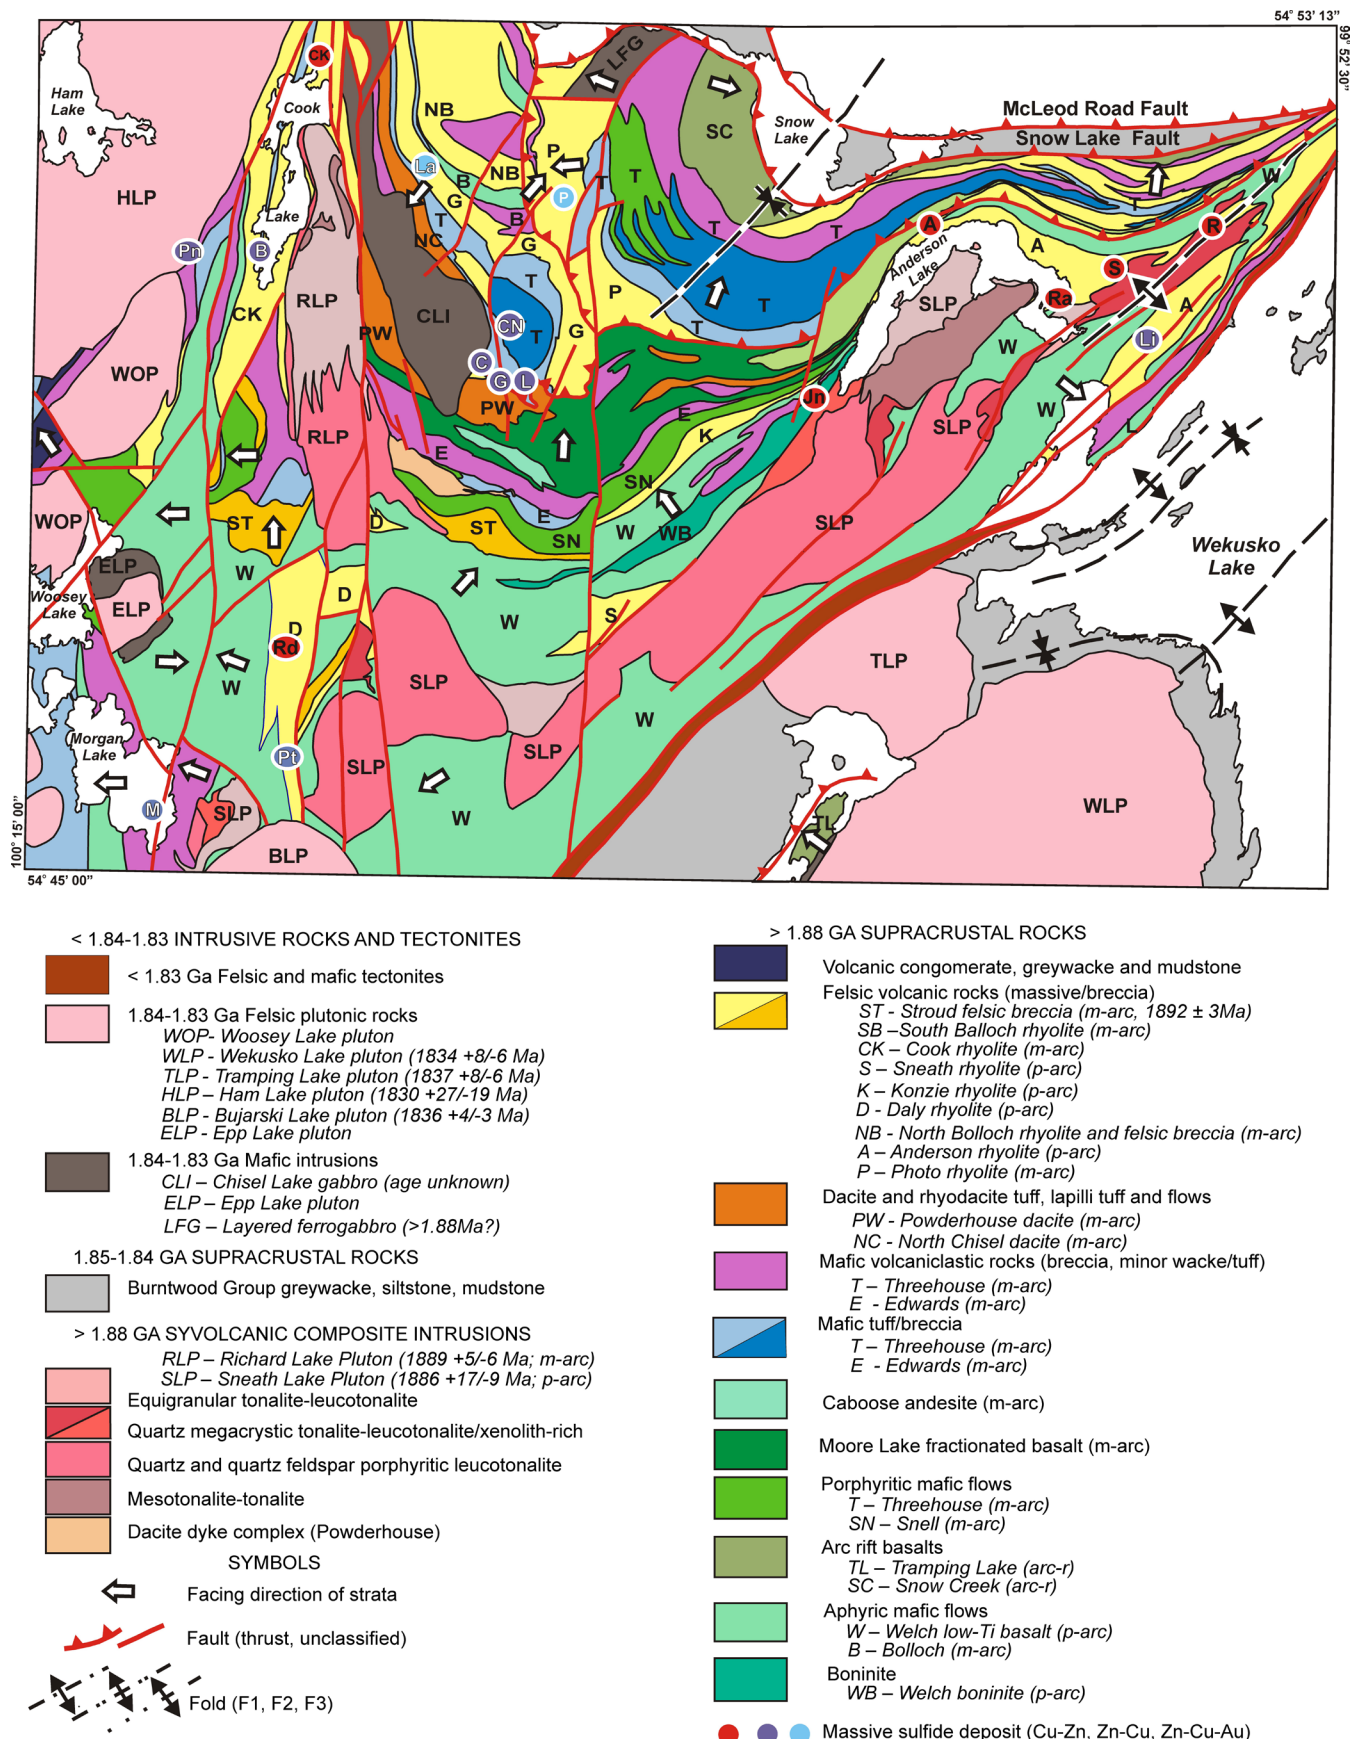 54° 53' 13"
99° 52' 30"
Ham
Lake
CK
Cook
LFG
McLeod Road Fault
Snow Lake Fault
Snow
Lake
SC
NB
P
La
NB
B
G
B
P
T
T
HLP
Lake
T
NC
G
T
T
W
T
R
A
A
Pn
B
Anderson
Lake
S
SLP
Ra
A
RLP
CK
T
P
T
T
CLI
CN
T
G
PW
Li
W
WOP
C
G
L
PW
Jn
W
E
K
SLP
L
RLP
E
SN
ST
E
SN
W
WB
SLP
WOP
ST
D
W
Wekusko
Lake
ELP
Woosey
Lake
ELP
D
D
W
S
Rd
W
SLP
TLP
W
Morgan
Lake
Pt
SLP
SLP
M
SLP
W
TL
WLP
BLP
100° 15' 00"
54° 45' 00"
< 1.84-1.83 INTRUSIVE ROCKS AND TECTONITES
< 1.83 Ga Felsic and mafic tectonites
1.84-1.83 Ga Felsic plutonic rocks
WOP- Woosey Lake pluton
WLP - Wekusko Lake pluton (1834 +8/-6 Ma)
TLP - Tramping Lake pluton (1837 +8/-6 Ma)
HLP – Ham Lake pluton (1830 +27/-19 Ma)
BLP - Bujarski Lake pluton (1836 +4/-3 Ma)
ELP - Epp Lake pluton
1.84-1.83 Ga Mafic intrusions
CLI – Chisel Lake gabbro (age unknown)
ELP – Epp Lake pluton
LFG – Layered ferrogabbro (>1.88Ma?)
1.85-1.84 GA SUPRACRUSTAL ROCKS
Burntwood Group greywacke, siltstone, mudstone
> 1.88 GA SYVOLCANIC COMPOSITE INTRUSIONS
RLP – Richard Lake Pluton (1889 +5/-6 Ma; m-arc)
SLP – Sneath Lake Pluton (1886 +17/-9 Ma; p-arc)
Equigranular tonalite-leucotonalite
Quartz megacrystic tonalite-leucotonalite/xenolith-rich
Quartz and quartz feldspar porphyritic leucotonalite
Mesotonalite-tonalite
Dacite dyke complex (Powderhouse)
SYMBOLS
Facing direction of strata
Fault (thrust, unclassified)
Fold (F1, F2, F3)
> 1.88 GA SUPRACRUSTAL ROCKS
Volcanic congomerate, greywacke and mudstone
Felsic volcanic rocks (massive/breccia)
ST - Stroud felsic breccia (m-arc, 1892 ± 3Ma)
SB –South Balloch rhyolite (m-arc)
CK – Cook rhyolite (m-arc)
S – Sneath rhyolite (p-arc)
K – Konzie rhyolite (p-arc)
D - Daly rhyolite (p-arc)
NB - North Bolloch rhyolite and felsic breccia (m-arc)
A – Anderson rhyolite (p-arc)
P – Photo rhyolite (m-arc)
Dacite and rhyodacite tuff, lapilli tuff and flows
PW - Powderhouse dacite (m-arc)
NC - North Chisel dacite (m-arc)
Mafic volcaniclastic rocks (breccia, minor wacke/tuff)
T – Threehouse (m-arc)
E - Edwards (m-arc)
Mafic tuff/breccia
T – Threehouse (m-arc)
E - Edwards (m-arc)
Caboose andesite (m-arc)
Moore Lake fractionated basalt (m-arc)
Porphyritic mafic flows
T – Threehouse (m-arc)
SN – Snell (m-arc)
Arc rift basalts
TL – Tramping Lake (arc-r)
SC – Snow Creek (arc-r)
Aphyric mafic flows
W – Welch low-Ti basalt (p-arc)
B – Bolloch (m-arc)
Boninite
WB – Welch boninite (p-arc)
Massive sulfide deposit (Cu-Zn, Zn-Cu, Zn-Cu-Au)